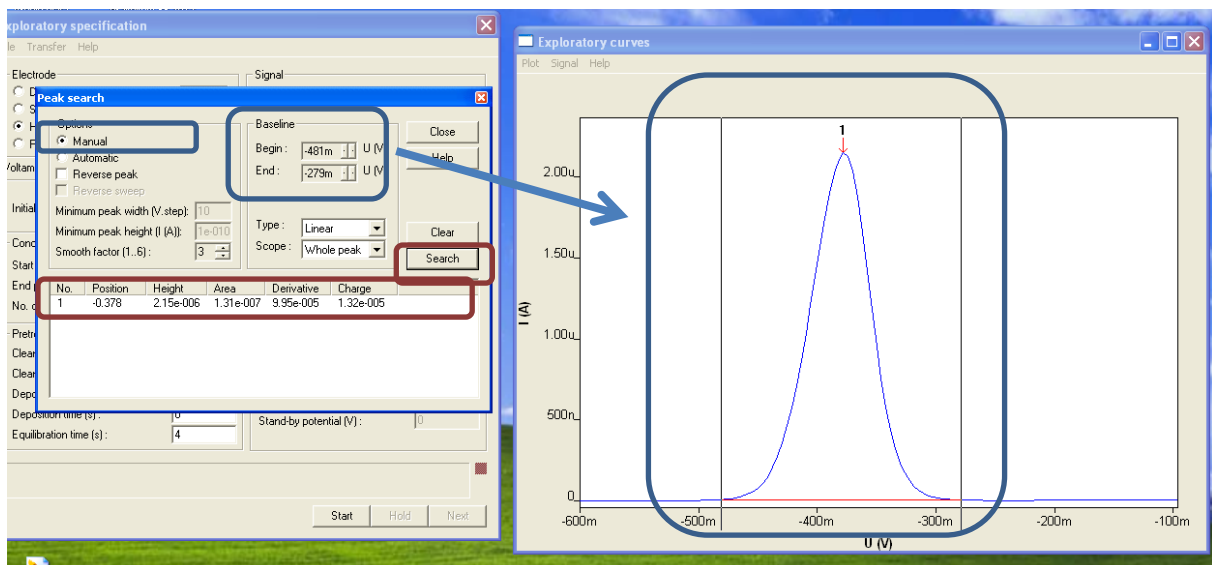 xploratory specification
le Transfer Help
Electrode
Signal
Peak search
Options
Manual
Automatic
Reverse peak
Reverse sweep
Minimum peak width (V.step): 10
Minimum peak height (I (A)): 1e-010
Smooth factor (1..6): 3
Baseline
Begin: -481m U (V
End: -279m U (V
Type: Linear
Scope: Whole peak
Close
Help
Clear
Search
No. Position Height Area Derivative Charge
1 -0.378 2.15e-006 1.31e-007 9.95e-005 1.32e-005
Voltam
Initial
Conc
Start
End
No.
Pretr
Clear
Clear
Depo
Deposition time (s): 0
Equilibration time (s): 4
Stand-by potential (V): 0
Start Hold Next
Exploratory curves
Plot Signal Help
1
2.00u
1.50u
1.00u
500n
0
I (A)
-600m -500m -400m -300m -200m -100m
U (V)